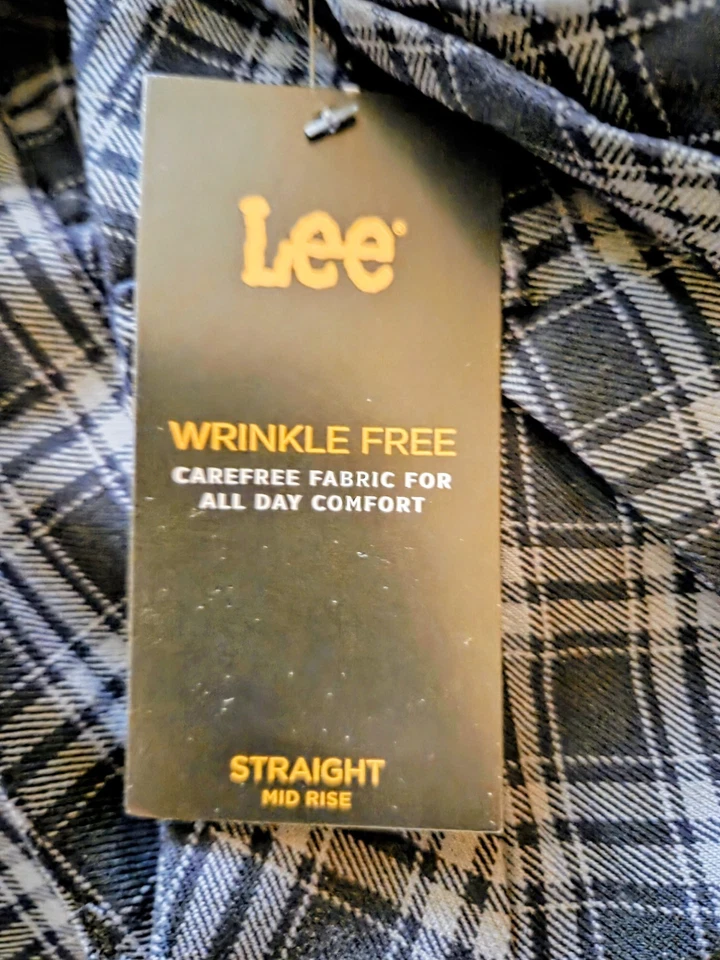 Lee®
WRINKLE FREE
CAREFREE FABRIC FOR
ALL DAY COMFORT
STRAIGHT
MID RISE